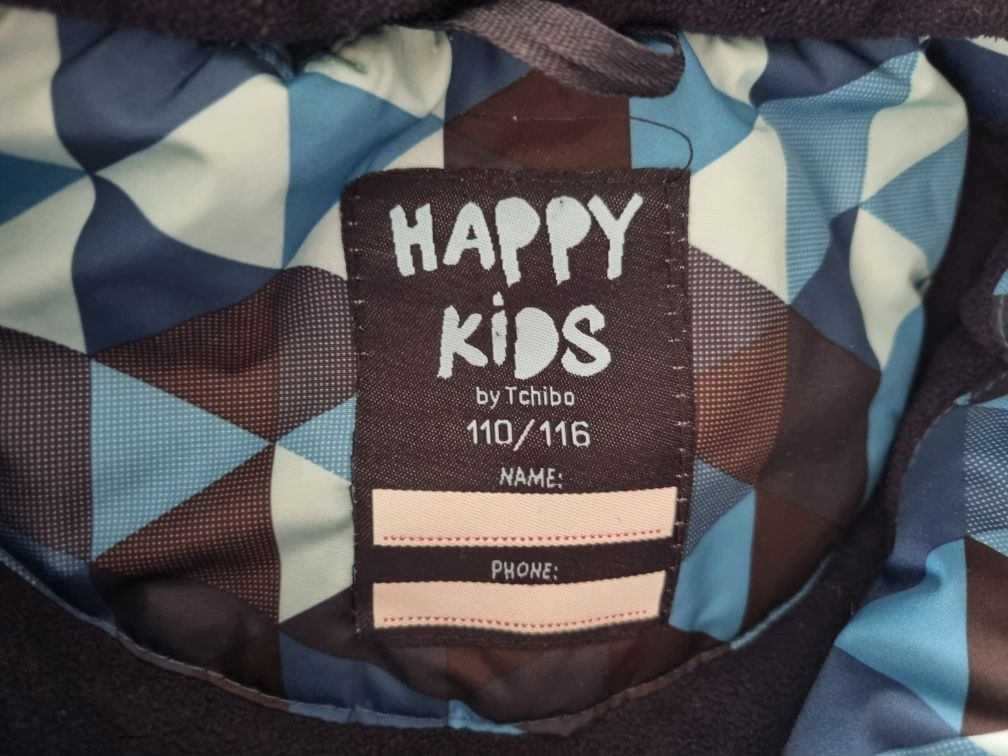 HAPPY
KiDS
by Tchibo
110/116
NAME:
PHONE: